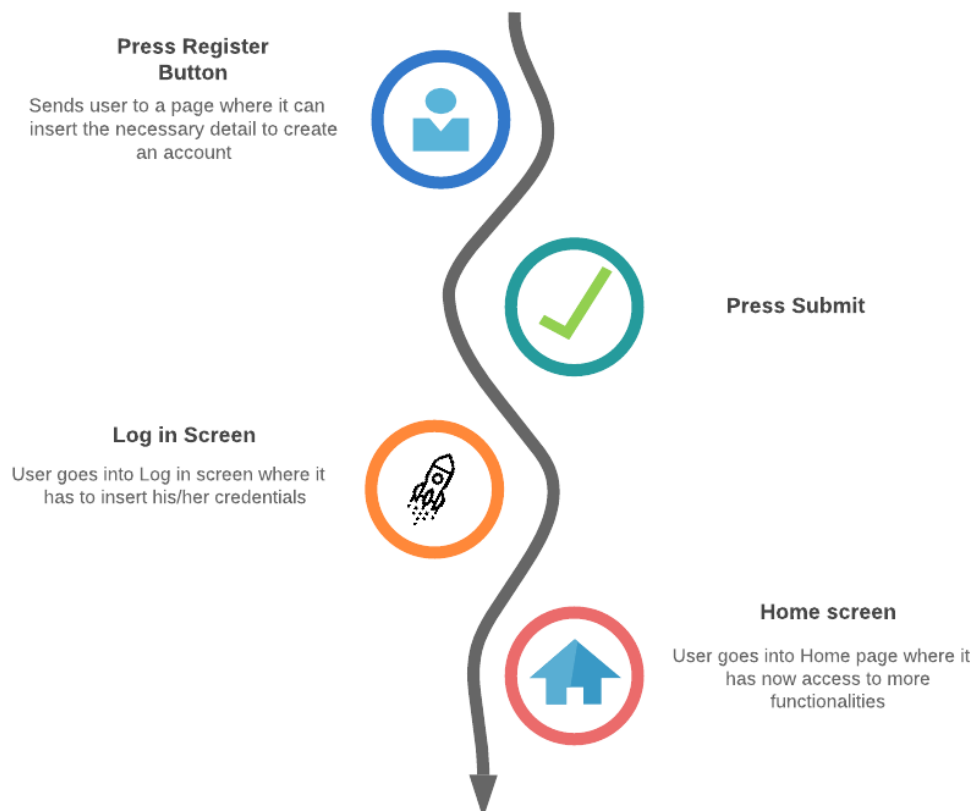 Press Register
Button
Sends user to a page where it can
insert the necessary detail to create
an account
Press Submit
Log in Screen
User goes into Log in screen where it
has to insert his/her credentials
Home screen
User goes into Home page where it
has now access to more
functionalities